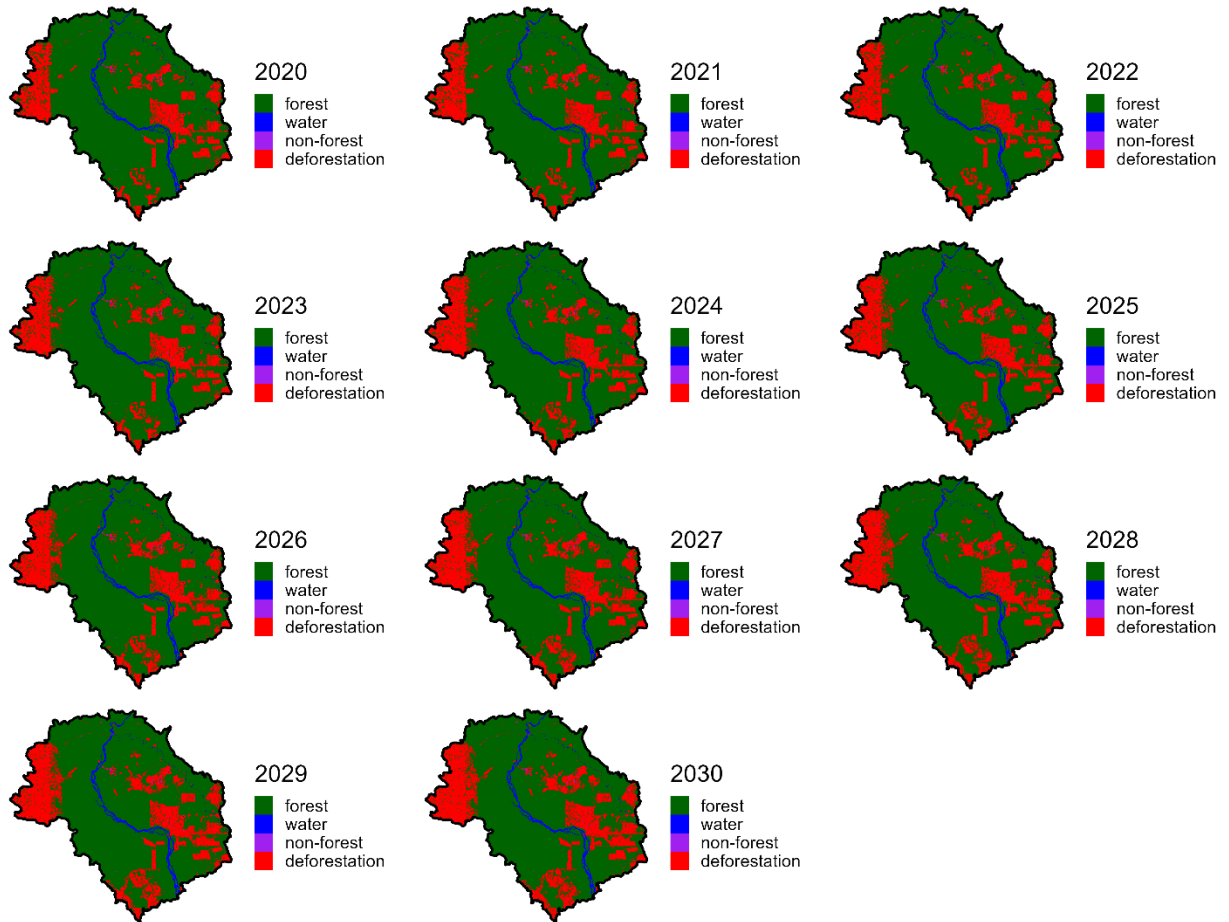 2020
forest
water
non-forest
deforestation
2021
forest
water
non-forest
deforestation
2022
forest
water
non-forest
deforestation
2023
forest
water
non-forest
deforestation
2024
forest
water
non-forest
deforestation
2025
forest
water
non-forest
deforestation
2026
forest
water
non-forest
deforestation
2027
forest
water
non-forest
deforestation
2028
forest
water
non-forest
deforestation
2029
forest
water
non-forest
deforestation
2030
forest
water
non-forest
deforestation